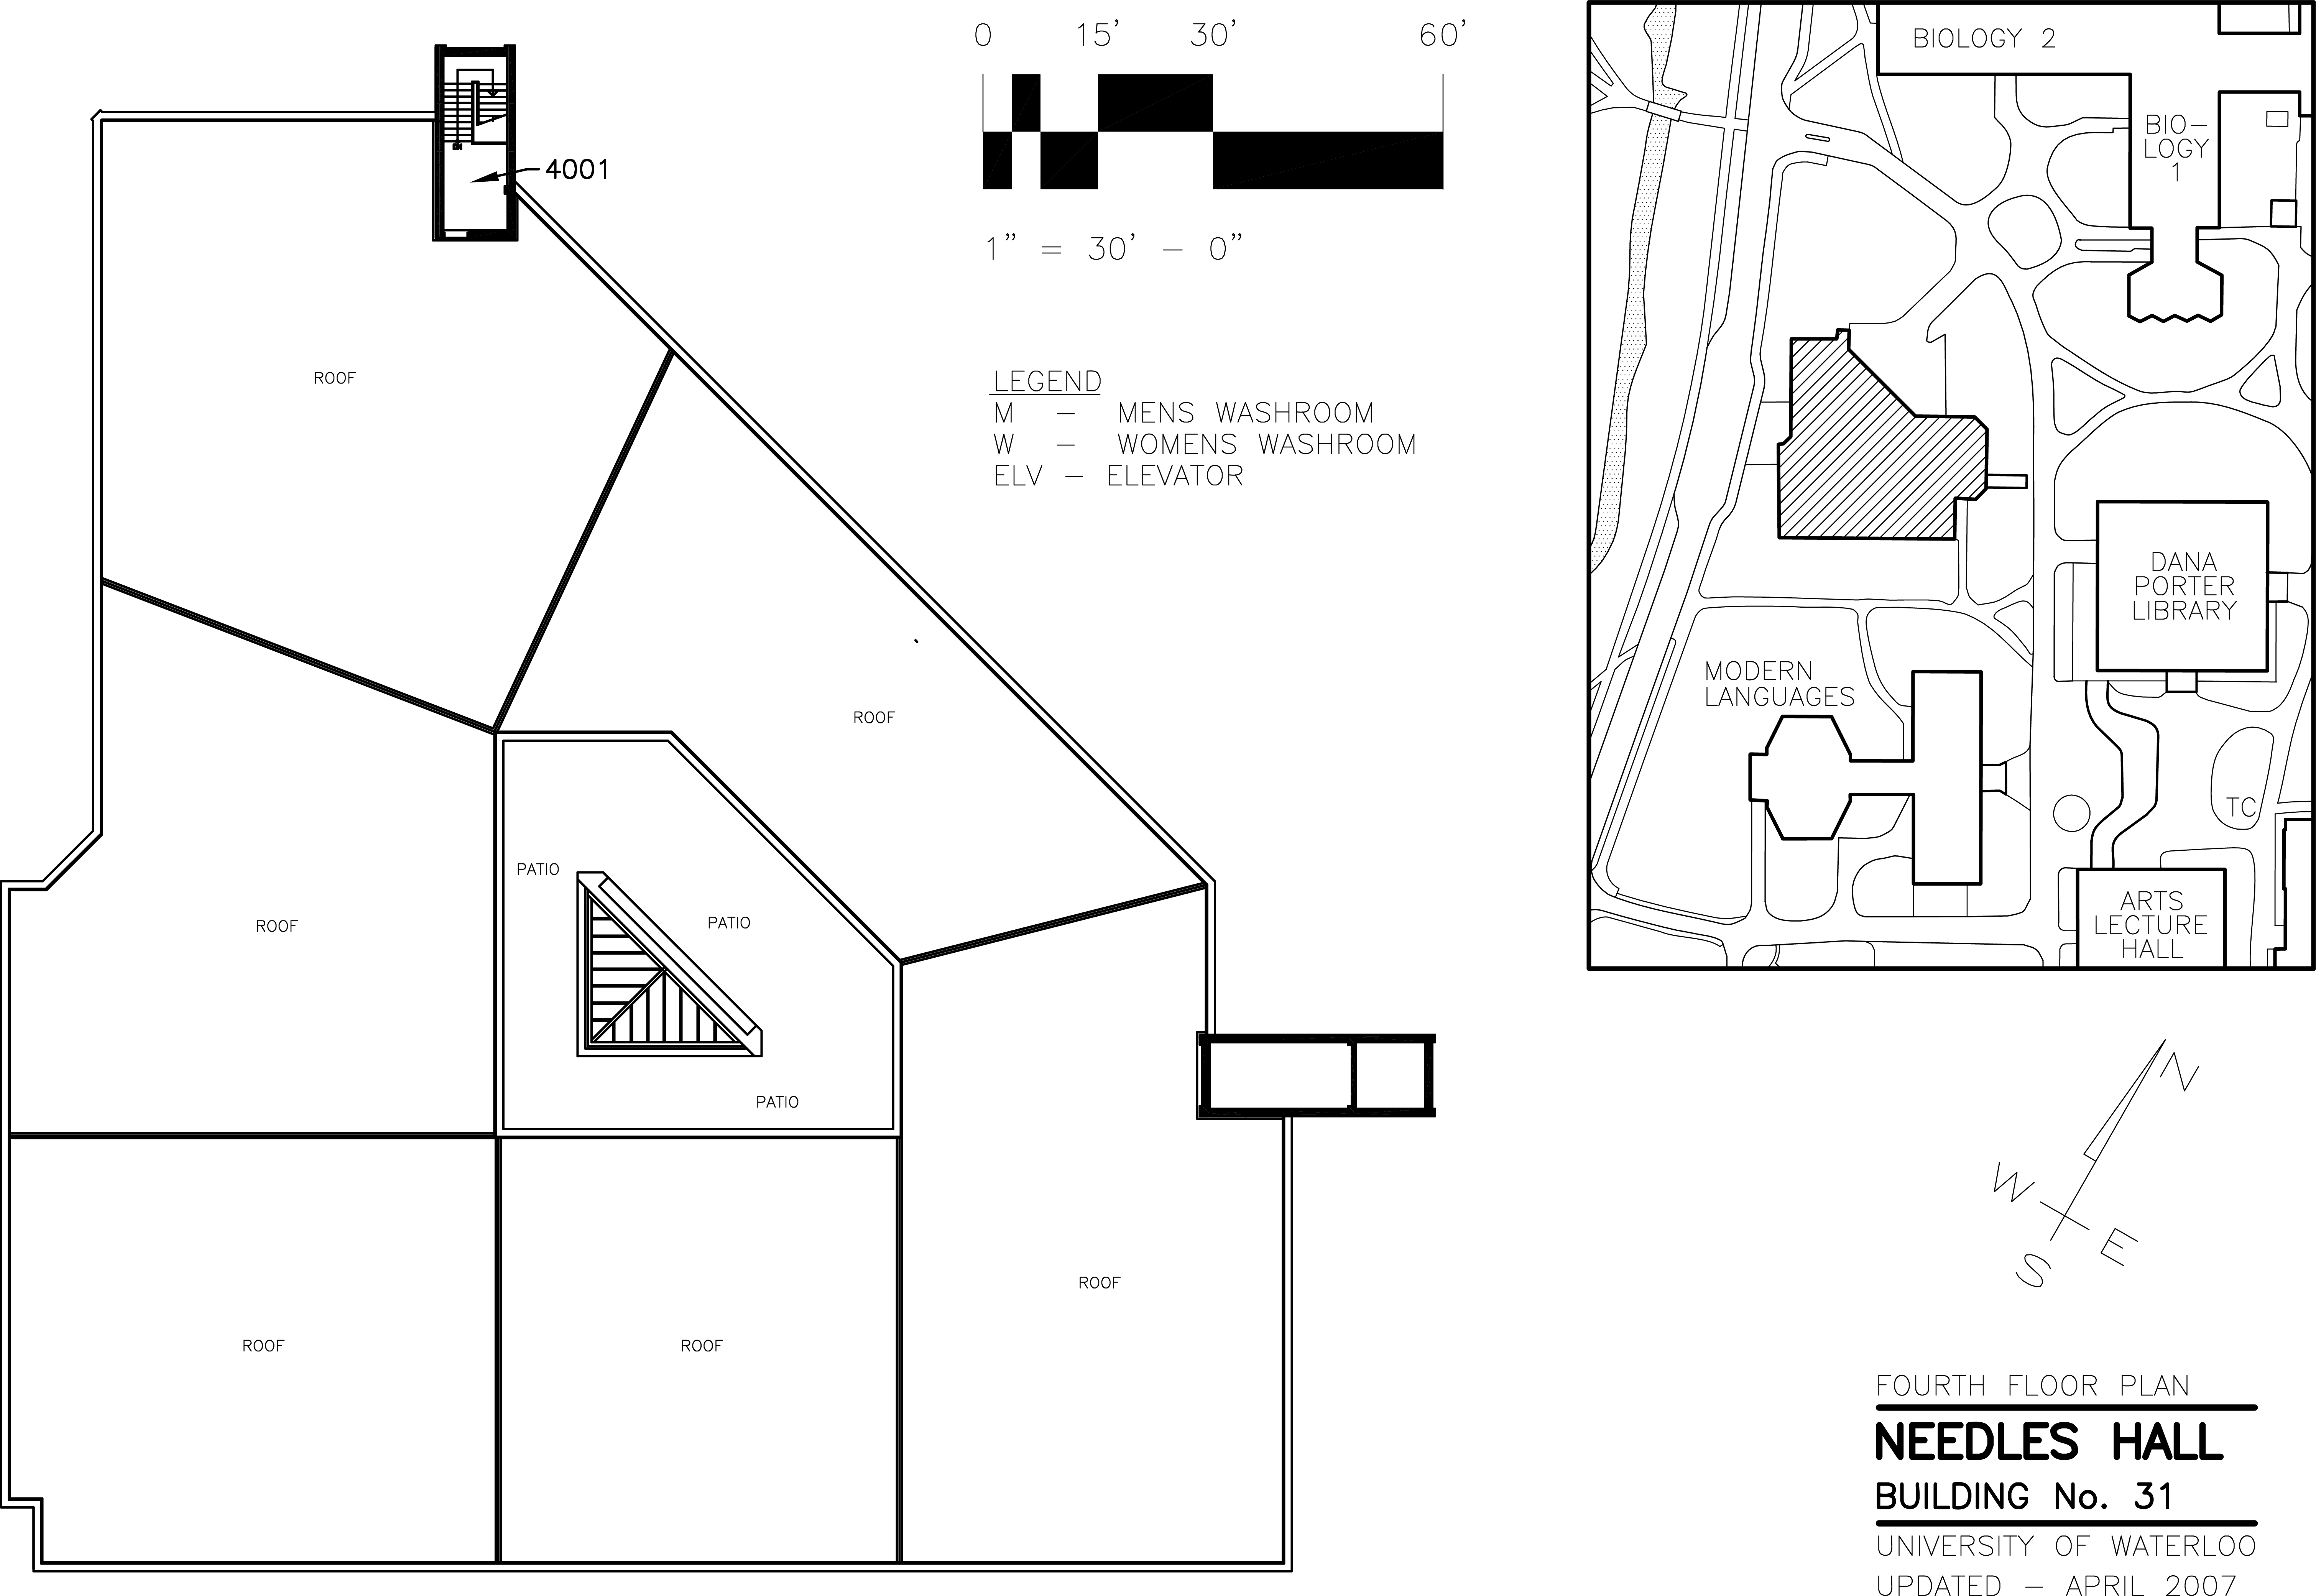 0 15' 30' 60'
1" = 30' - 0"
LEGEND
M - MENS WASHROOM
W - WOMENS WASHROOM
ELV - ELEVATOR
DN
4001
ROOF
ROOF
PATIO
PATIO
ROOF
PATIO
ROOF
ROOF
ROOF
BIOLOGY 2
BIO-
LOGY
1
DANA
PORTER
LIBRARY
MODERN
LANGUAGES
TC
ARTS
LECTURE
HALL
N
W
E
S
FOURTH FLOOR PLAN
NEEDLES HALL
BUILDING No. 31
UNIVERSITY OF WATERLOO
UPDATED - APRIL 2007